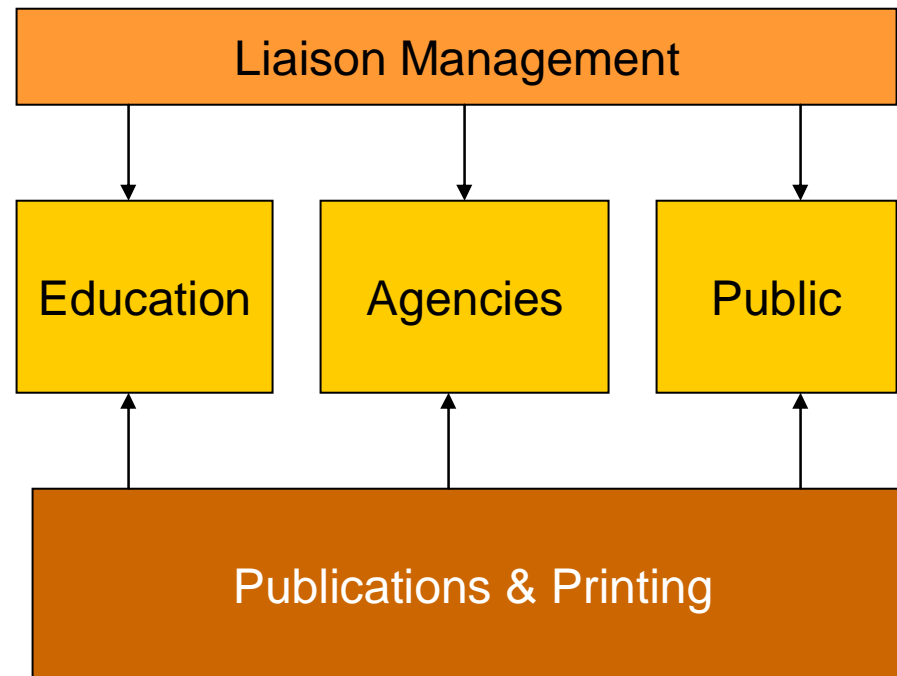 Liaison Management
Education
Agencies
Public
Publications & Printing